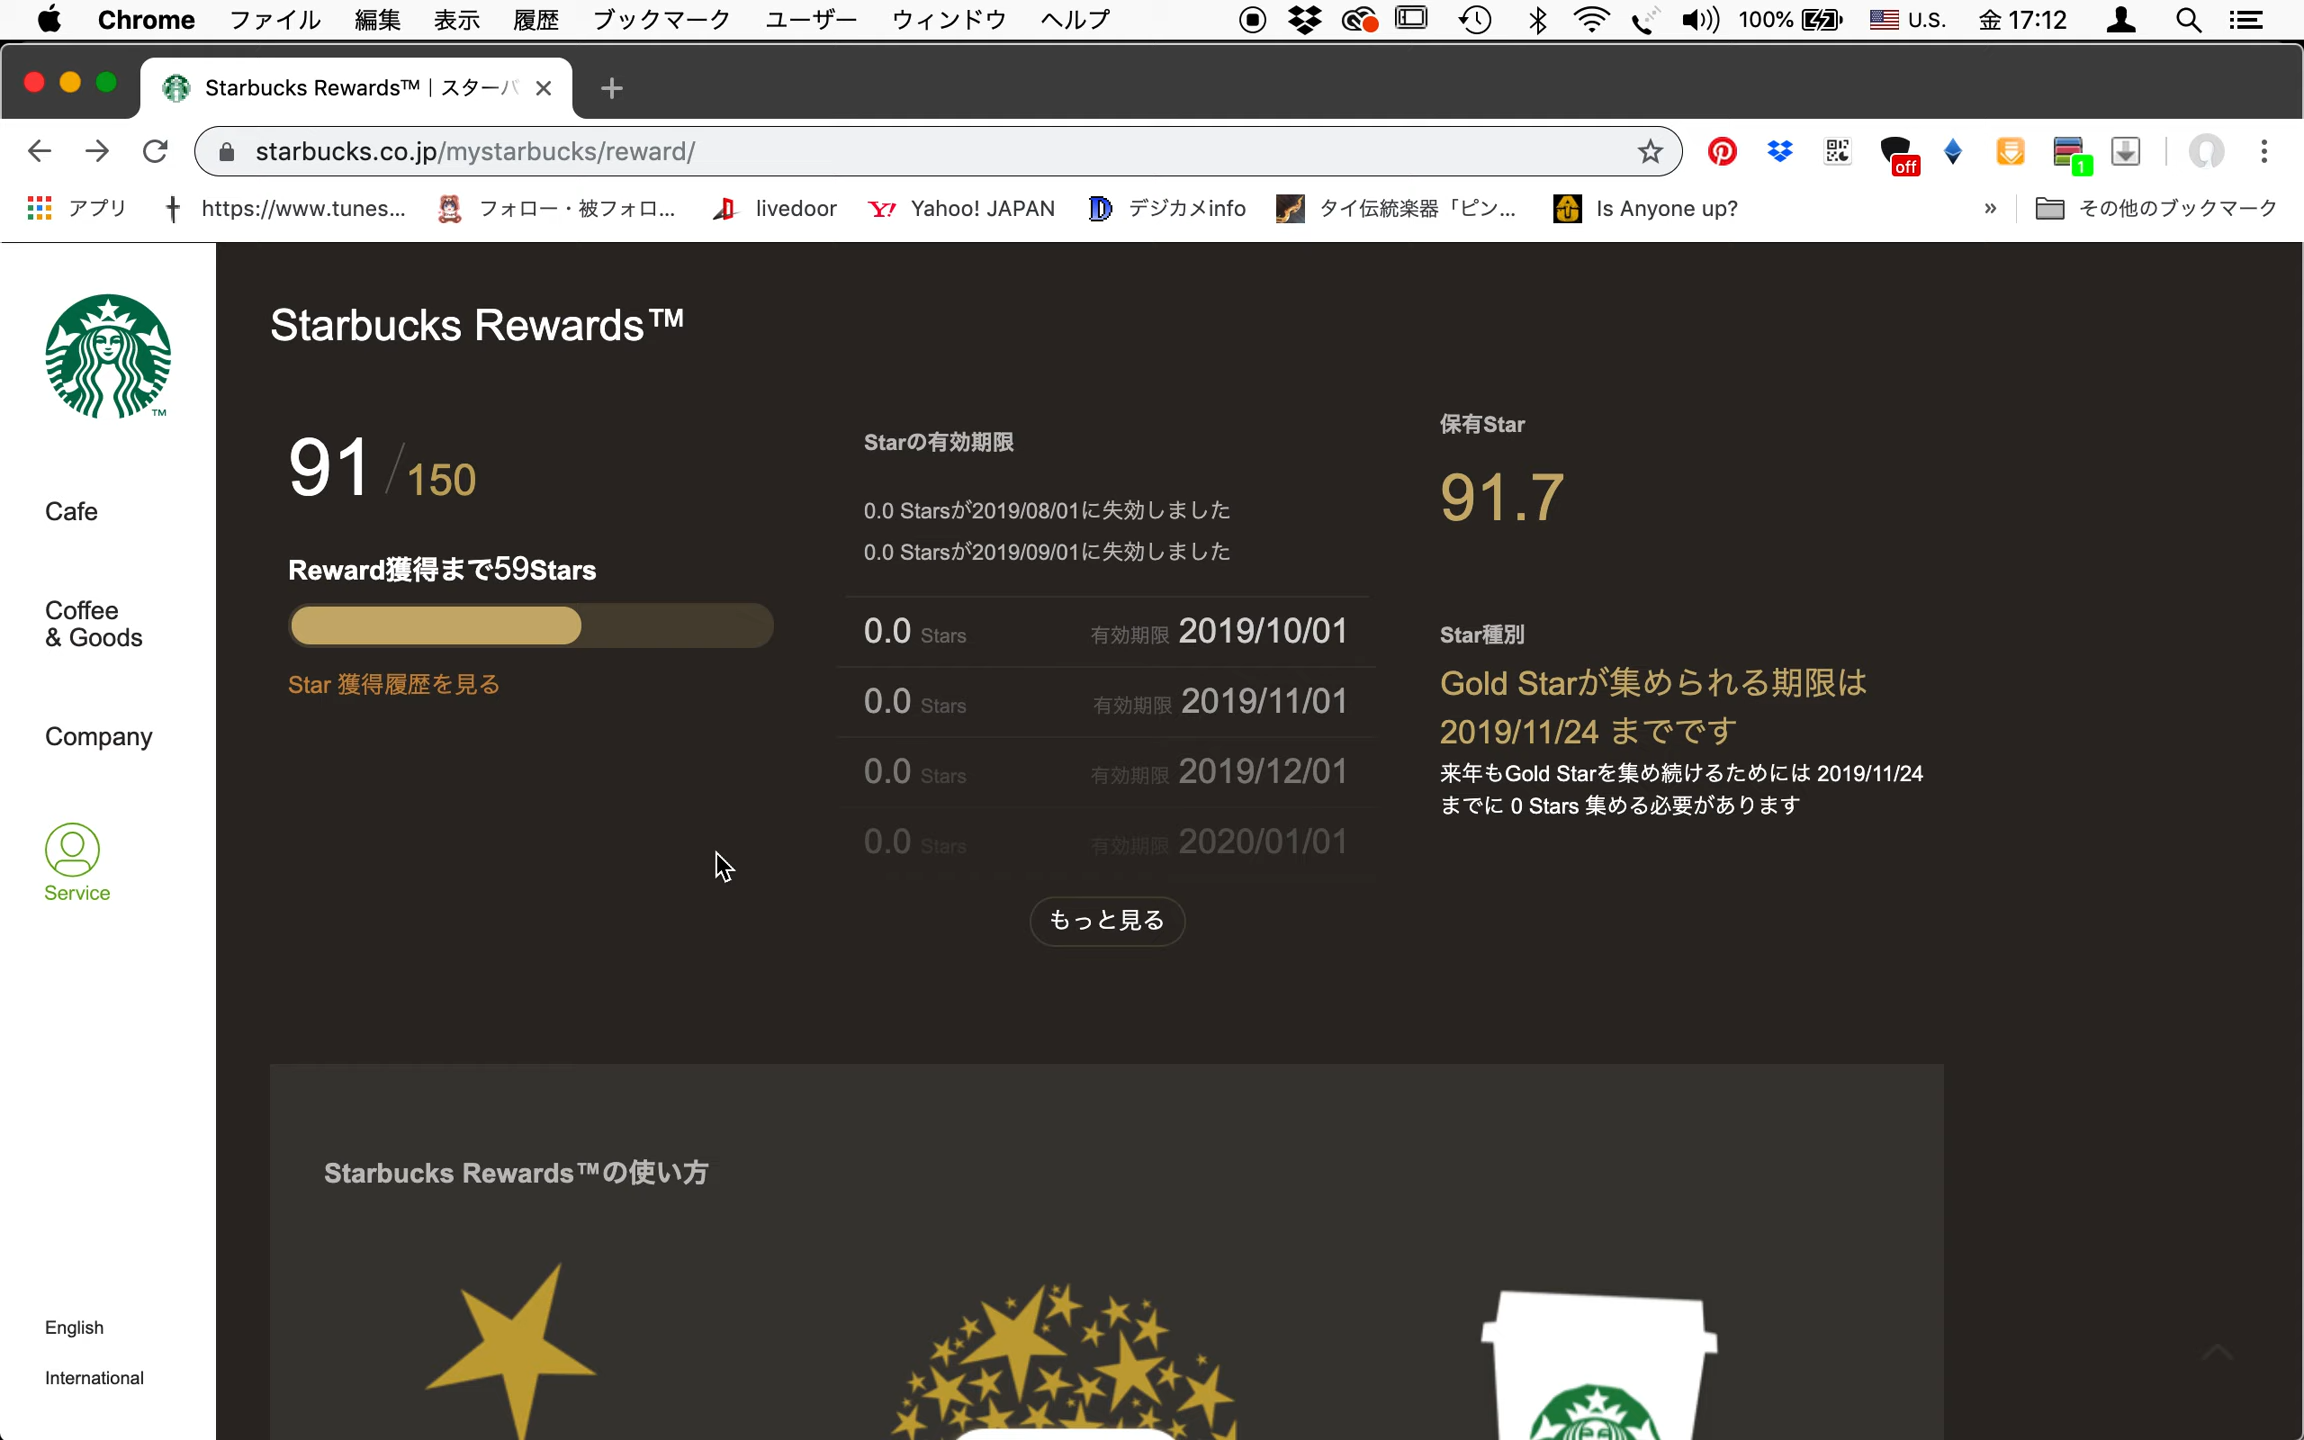 Chrome ファイル 編集 表示 履歴 ブックマーク ユーザー ウィンドウ ヘルプ 100% U.S. 金 17:12
Starbucks Rewards™ | スターバ
starbucks.co.jp/mystarbucks/reward/
off
1
アプリ https://www.tunes... フォロー・被フォロ... livedoor Yahoo! JAPAN デジカメinfo タイ伝統楽器「ピン... Is Anyone up? » その他のブックマーク
TM
Cafe
Coffee
& Goods
Company
Service
English
International
Starbucks Rewards™
91/150
Reward獲得まで59Stars
Star 獲得履歴を見る
Starの有効期限
0.0 Starsが2019/08/01に失効しました
0.0 Starsが2019/09/01に失効しました
0.0 Stars 有効期限 2019/10/01
0.0 Stars 有効期限 2019/11/01
0.0 Stars 有効期限 2019/12/01
0.0 Stars 有効期限 2020/01/01
もっと見る
保有Star
91.7
Star種別
Gold Starが集められる期限は
2019/11/24 までです
来年もGold Starを集め続けるためには 2019/11/24
までに 0 Stars 集める必要があります
Starbucks Rewards™の使い方